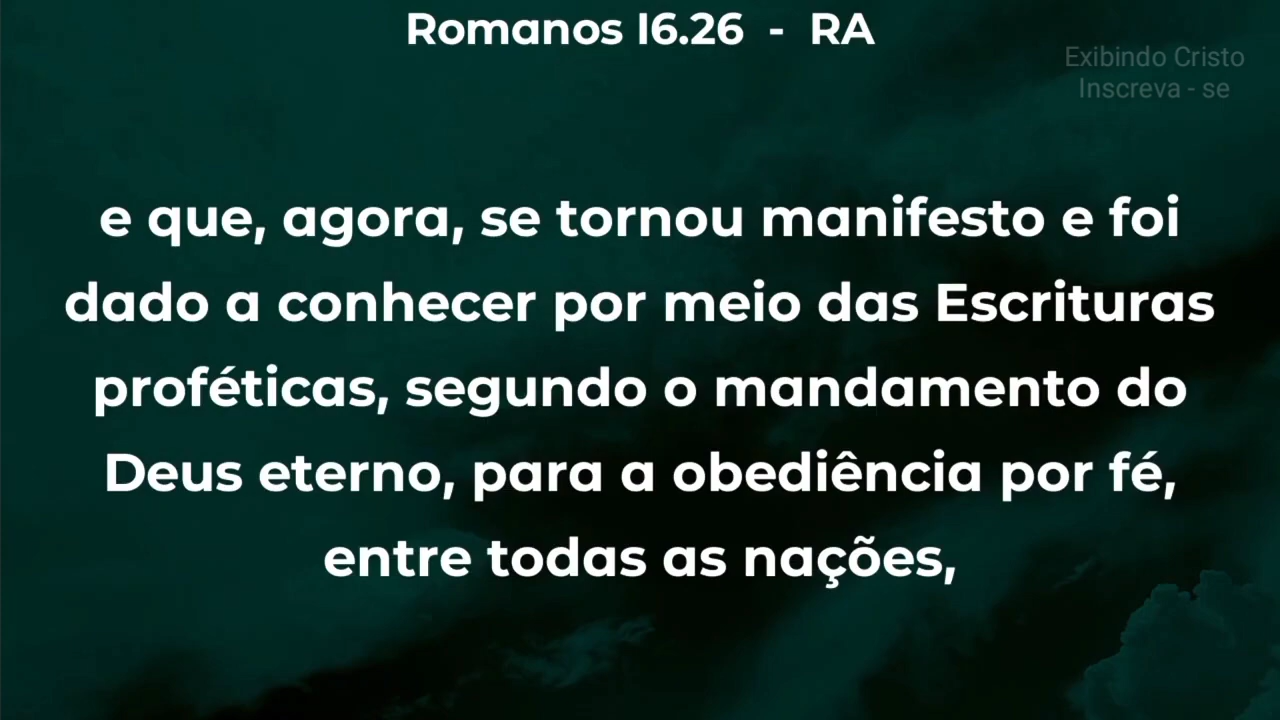 Romanos I6.26 - RA
Exibindo Cristo
Inscreva - se
e que, agora, se tornou manifesto e foi
dado a conhecer por meio das Escrituras
proféticas, segundo o mandamento do
Deus eterno, para a obediência por fé,
entre todas as nações,